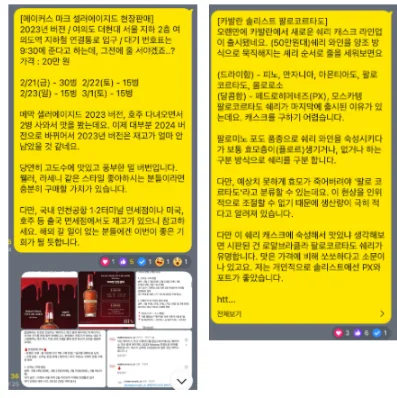 [메이커스 마크 셀러에이지드 현장판매]
2023년 버전 / 여의도 더현대 서울 지하 2층 여
의도역 지하철 연결통로 입구 / 대기 번호표는
9:30에 준다고 하는데, 그전에 줄 서야겠죠..?
가격 : 20만 원
2/21(금) - 30병 2/22(토) - 15병
2/23(일) - 15병 3/1(토) - 15병
메막 셀러에이지드 2023 버전, 호주 다녀오면서
2병 사와서 맛을 봤는데요. 이제 대부분 2024 버
전으로 바뀌어서 2023년 버전은 재고가 얼마 안
남았을 것 같네요.
당연히 고도수에 맛있고 풍부한 밀 버번입니다.
웰러, 라세니 같은 스타일 좋아하시는 분들이라면
충분히 구매할 가치가 있습니다.
다만, 국내 인천공항 1·2터미널 면세점이나 미국,
호주 등 출국 면세점에서도 재고가 있으니 참고하
세요. 해외 갈 일이 없는 분들에겐 이번이 좋은 기
회가 될 듯합니다.
1 5 1 1 1
[카발란 솔리스트 팔로코르타도]
오랜만에 카발란에서 새로운 쉐리 캐스크 라인업
이 출시됐네요. (50만원대)쉐리 와인을 양조 방
식으로 묵직해지는 셰리 순서로 줄을 세워보면요
(드라이함) - 피노, 만자니아, 아몬티아도, 팔로
코르타도, 올로로소
(달콤함) - 페드로히메네즈(PX), 모스카텔
팔로코르타도 쉐리가 마지막에 출시된 이유가 있
는데요. 캐스크를 구하기 어렵습니다.
팔로미노 포도 품종으로 쉐리 와인을 숙성시키다
가 보통 효모층이(플로르)생기거나, 없거나 하는
구분 방식으로 쉐리를 구분 합니다.
다만, 예상치 못하게 효모가 죽어버려야 '팔로 코
르타도'라고 분류할 수 있는데요. 이 현상을 인위
적으로 조절할 수 없기 때문에 생산량이 극히 적
다고 알려져 있습니다.
다만 이 쉐리 캐스크에 숙성해서 맛있냐 생각해보
면 시판된 건 로얄브라클라 팔로코르타도 쉐리가
유명합니다. 맛은 가격에 비해 쏘쏘하다고 소문이
나 있고요. 저는 개인적으로 솔리스트에선 PX와
포트가 좋았습니다.
htt...
전체보기
3 6 1